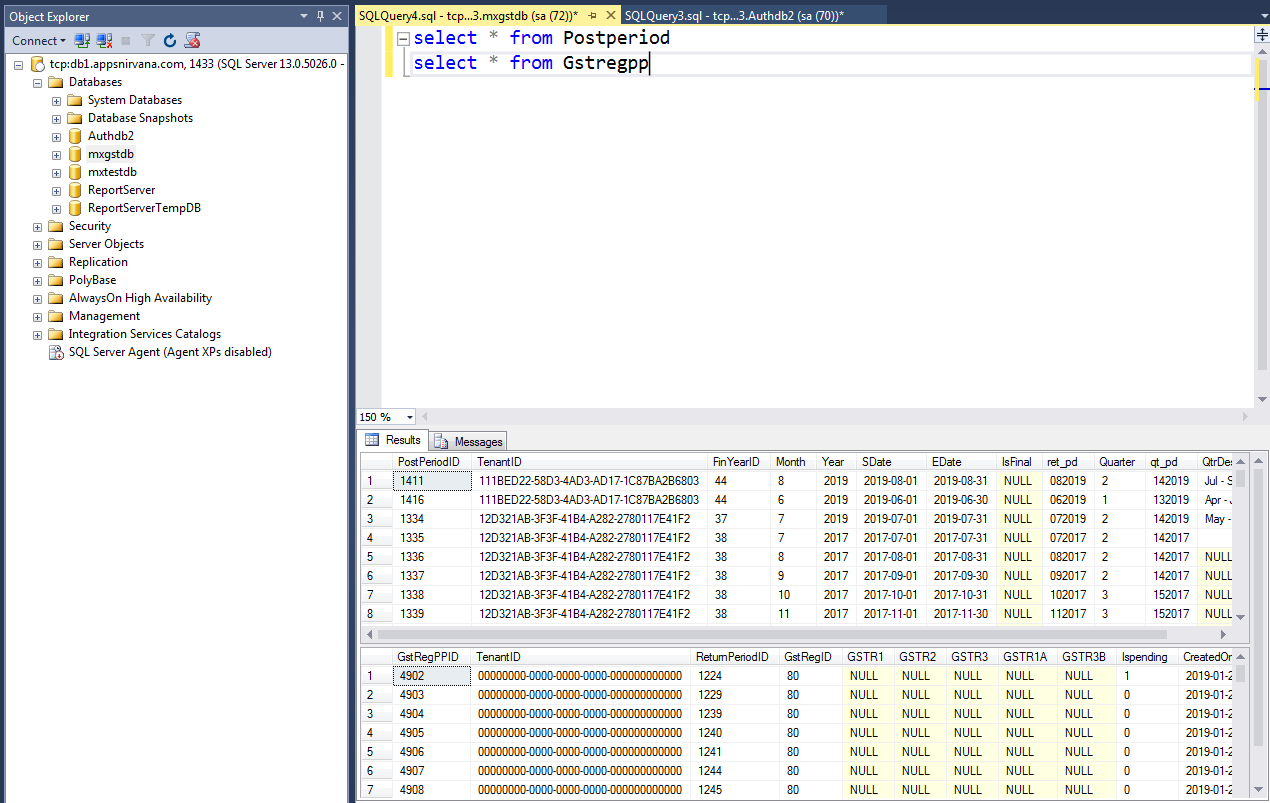 Object Explorer
Connect
tcp:db1.appsnirvana.com, 1433 (SQL Server 13.0.5026.0 -
Databases
System Databases
Database Snapshots
Authdb2
mxgstdb
mxtestdb
ReportServer
ReportServerTempDB
Security
Server Objects
Replication
PolyBase
AlwaysOn High Availability
Management
Integration Services Catalogs
SQL Server Agent (Agent XPs disabled)
SQLQuery4.sql - tcp...3.mxgstdb (sa (72))* SQLQuery3.sql - tcp...3.Authdb2 (sa (70))*
select * from Postperiod
select * from Gstregpp
150 %
Results Messages
PostPeriodID TenantID FinYearID Month Year SDate EDate IsFinal ret_pd Quarter qt_pd QtrDes
1 1411 111BED22-58D3-4AD3-AD17-1C87BA2B6803 44 8 2019 2019-08-01 2019-08-31 NULL 082019 2 142019 Jul - S
2 1416 111BED22-58D3-4AD3-AD17-1C87BA2B6803 44 6 2019 2019-06-01 2019-06-30 NULL 062019 1 132019 Apr - J
3 1334 12D321AB-3F3F-41B4-A282-2780117E41F2 37 7 2019 2019-07-01 2019-07-31 NULL 072019 2 142019 May -
4 1335 12D321AB-3F3F-41B4-A282-2780117E41F2 38 7 2017 2017-07-01 2017-07-31 NULL 072017 2 142017
5 1336 12D321AB-3F3F-41B4-A282-2780117E41F2 38 8 2017 2017-08-01 2017-08-31 NULL 082017 2 142017 NULL
6 1337 12D321AB-3F3F-41B4-A282-2780117E41F2 38 9 2017 2017-09-01 2017-09-30 NULL 092017 2 142017 NULL
7 1338 12D321AB-3F3F-41B4-A282-2780117E41F2 38 10 2017 2017-10-01 2017-10-31 NULL 102017 3 152017 NULL
8 1339 12D321AB-3F3F-41B4-A282-2780117E41F2 38 11 2017 2017-11-01 2017-11-30 NULL 112017 3 152017 NULL
GstRegPPID TenantID ReturnPeriodID GstRegID GSTR1 GSTR2 GSTR3 GSTR1A GSTR3B Ispending CreatedOn
1 4902 00000000-0000-0000-0000-000000000000 1224 80 NULL NULL NULL NULL NULL 1 2019-01-2
2 4903 00000000-0000-0000-0000-000000000000 1229 80 NULL NULL NULL NULL NULL 0 2019-01-2
3 4904 00000000-0000-0000-0000-000000000000 1239 80 NULL NULL NULL NULL NULL 0 2019-01-2
4 4905 00000000-0000-0000-0000-000000000000 1240 80 NULL NULL NULL NULL NULL 0 2019-01-2
5 4906 00000000-0000-0000-0000-000000000000 1241 80 NULL NULL NULL NULL NULL 0 2019-01-2
6 4907 00000000-0000-0000-0000-000000000000 1244 80 NULL NULL NULL NULL NULL 0 2019-01-2
7 4908 00000000-0000-0000-0000-000000000000 1245 80 NULL NULL NULL NULL NULL 0 2019-01-2